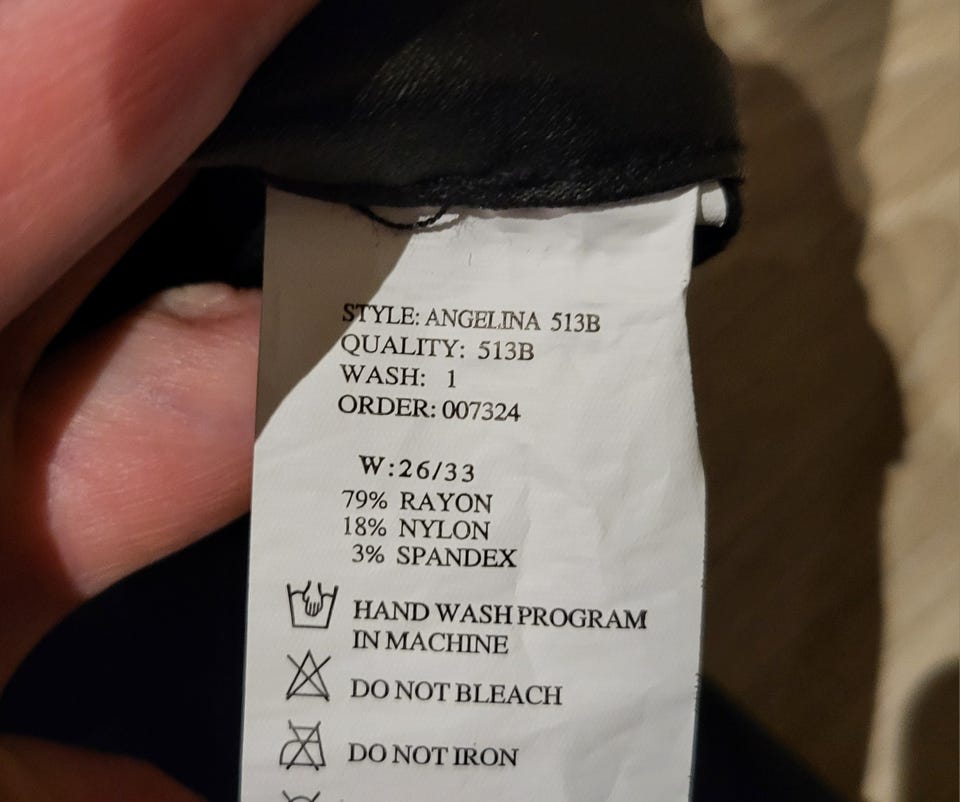 STYLE: ANGELINA 513B
QUALITY: 513B
WASH: 1
ORDER: 007324
W:26/33
79% RAYON
18% NYLON
3% SPANDEX
HAND WASH PROGRAM
IN MACHINE
DO NOT BLEACH
DO NOT IRON